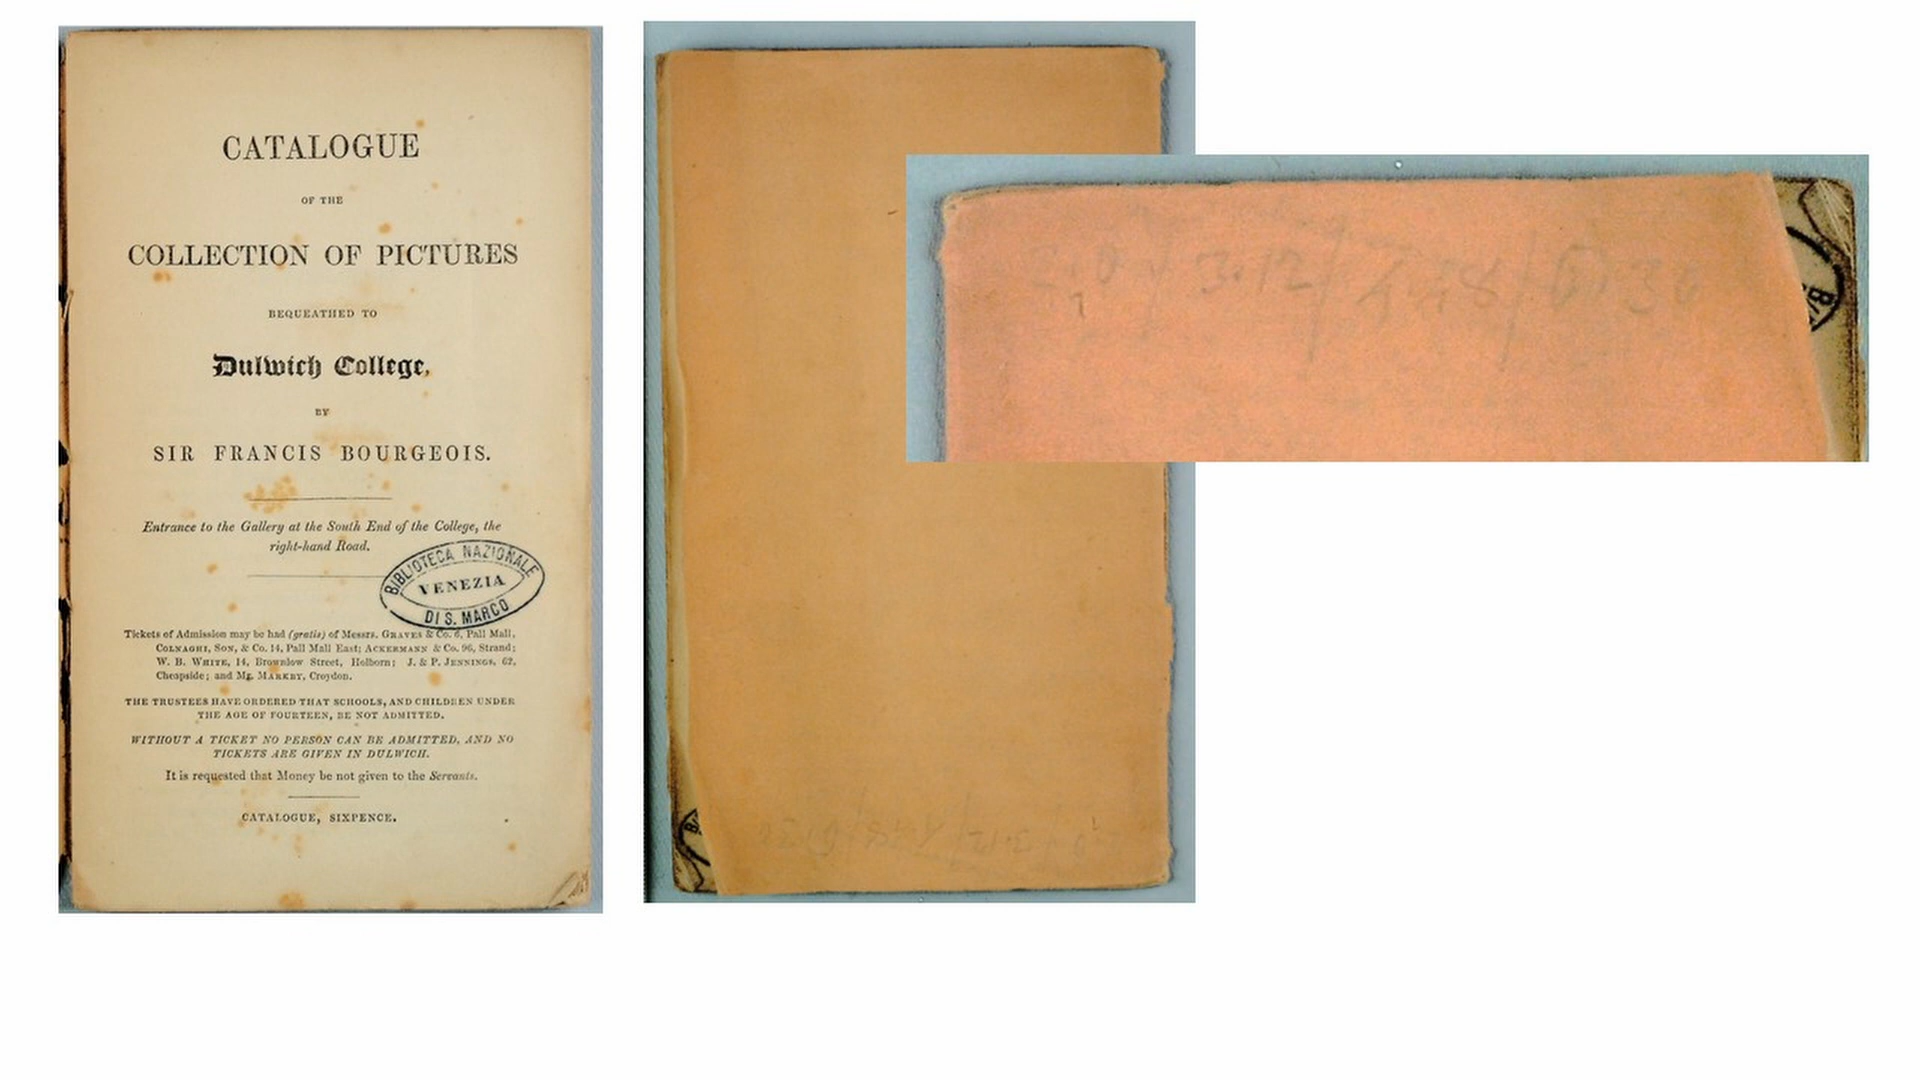 CATALOGUE
OF THE
COLLECTION OF PICTURES
BEQUEATHED TO
Dulwich College,
BY
SIR FRANCIS BOURGEOIS.
Entrance to the Gallery at the South End of the College, the
right-hand Road.
BIBLIOTECA NAZIONALE
VENEZIA
DI S. MARCO
Tickets of Admission may be had (gratis) of Messrs. GRAVES & Co. 6, Pall Mall,
COLNAGHI, SON, & Co. 14, Pall Mall East; ACKERMANN & Co. 96, Strand;
W. B. WHITE, 14, Brownlow Street, Holborn; J. & P. JENNINGS, 62,
Cheapside; and Mr. MARKBY, Croydon.
THE TRUSTEES HAVE ORDERED THAT SCHOOLS, AND CHILDREN UNDER
THE AGE OF FOURTEEN, BE NOT ADMITTED.
WITHOUT A TICKET NO PERSON CAN BE ADMITTED, AND NO
TICKETS ARE GIVEN IN DULWICH.
It is requested that Money be not given to the Servants.
CATALOGUE, SIXPENCE.
3.12/